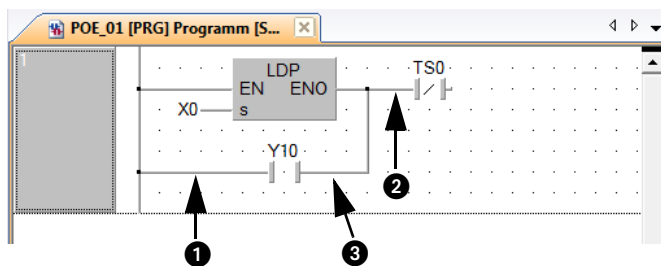 POE_01 [PRG] Programm [S...
1
LDP
TS0
EN ENO
X0
s
Y10
2
1
3